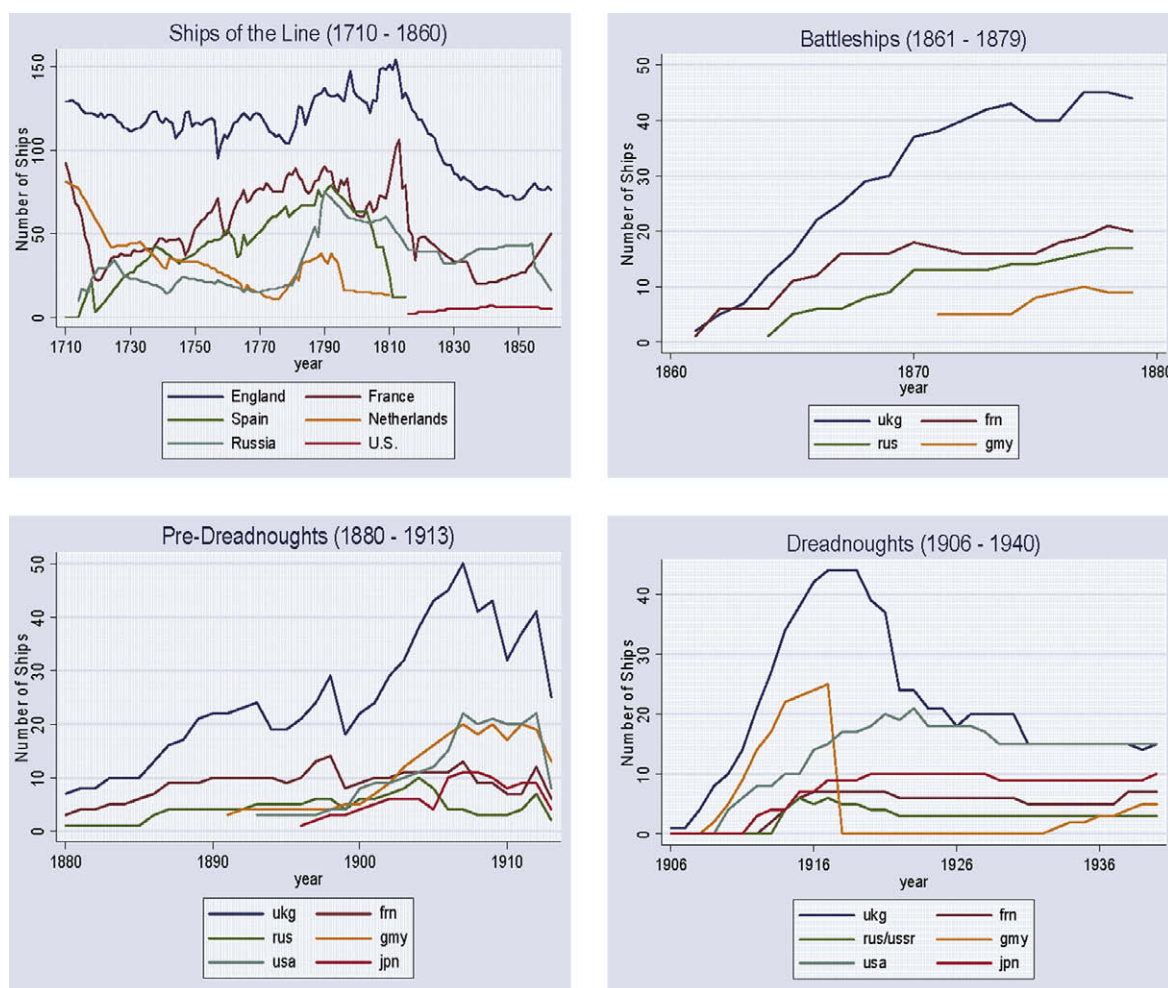 Ships of the Line (1710 - 1860)
Number of Ships
150
100
50
0
1710 1730 1750 1770 1790 1810 1830 1850
year
England France
Spain Netherlands
Russia U.S.
Battleships (1861 - 1879)
Number of Ships
50
40
30
20
10
0
1860 1870 1880
year
ukg frn
rus gmy
Pre-Dreadnoughts (1880 - 1913)
Number of Ships
50
40
30
20
10
0
1880 1890 1900 1910
year
ukg frn
rus gmy
usa jpn
Dreadnoughts (1906 - 1940)
Number of Ships
40
30
20
10
0
1906 1916 1926 1936
year
ukg frn
rus/ussr gmy
usa jpn